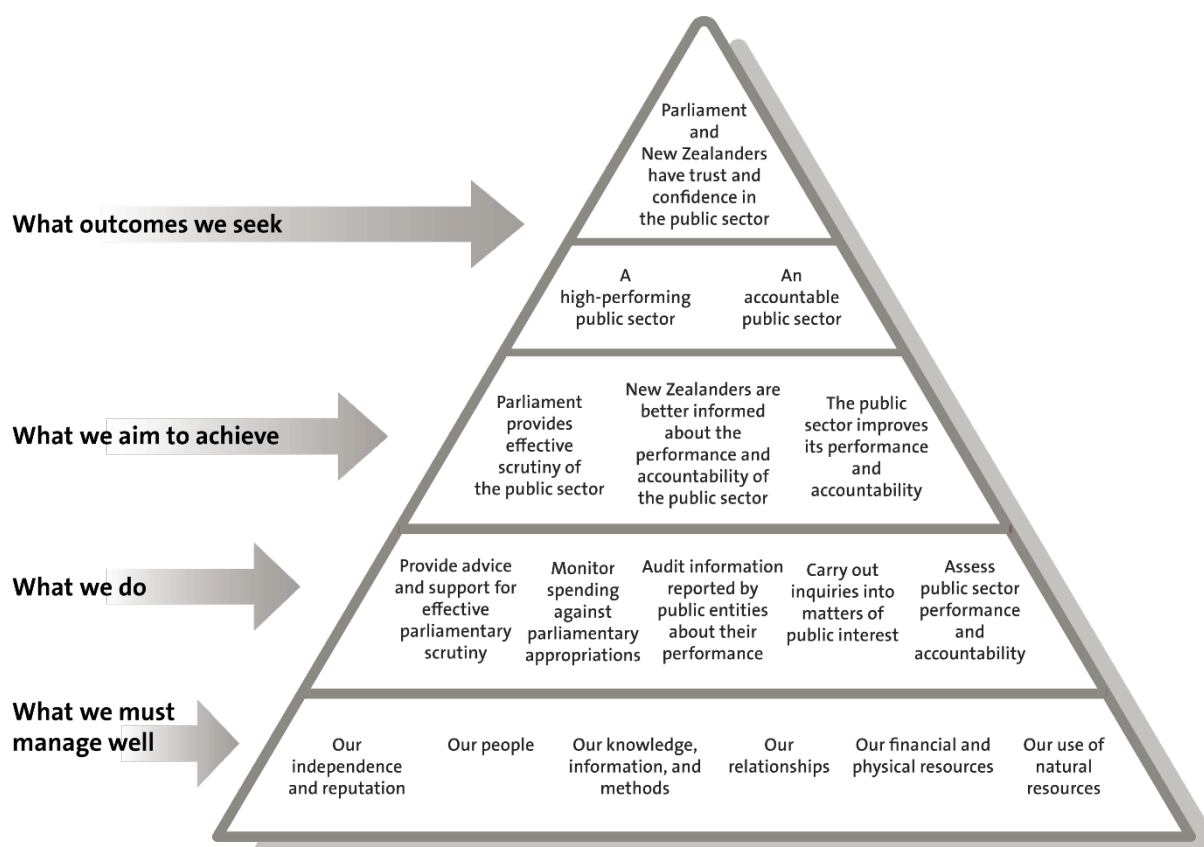 Parliament
and
New Zealanders
have trust and
confidence in
the public sector
What outcomes we seek
A
high-performing
public sector
An
accountable
public sector
What we aim to achieve
Parliament
provides
effective
scrutiny of
the public sector
New Zealanders are
better informed
about the
performance and
accountability of
the public sector
The public
sector improves
its performance
and
accountability
What we do
Provide advice
and support for
effective
parliamentary
scrutiny
Monitor
spending
against
parliamentary
appropriations
Audit information
reported by
public entities
about their
performance
Carry out
inquiries into
matters of
public interest
Assess
public sector
performance
and
accountability
What we must
manage well
Our
independence
and reputation
Our people
Our knowledge,
information, and
methods
Our
relationships
Our financial and
physical resources
Our use of
natural
resources